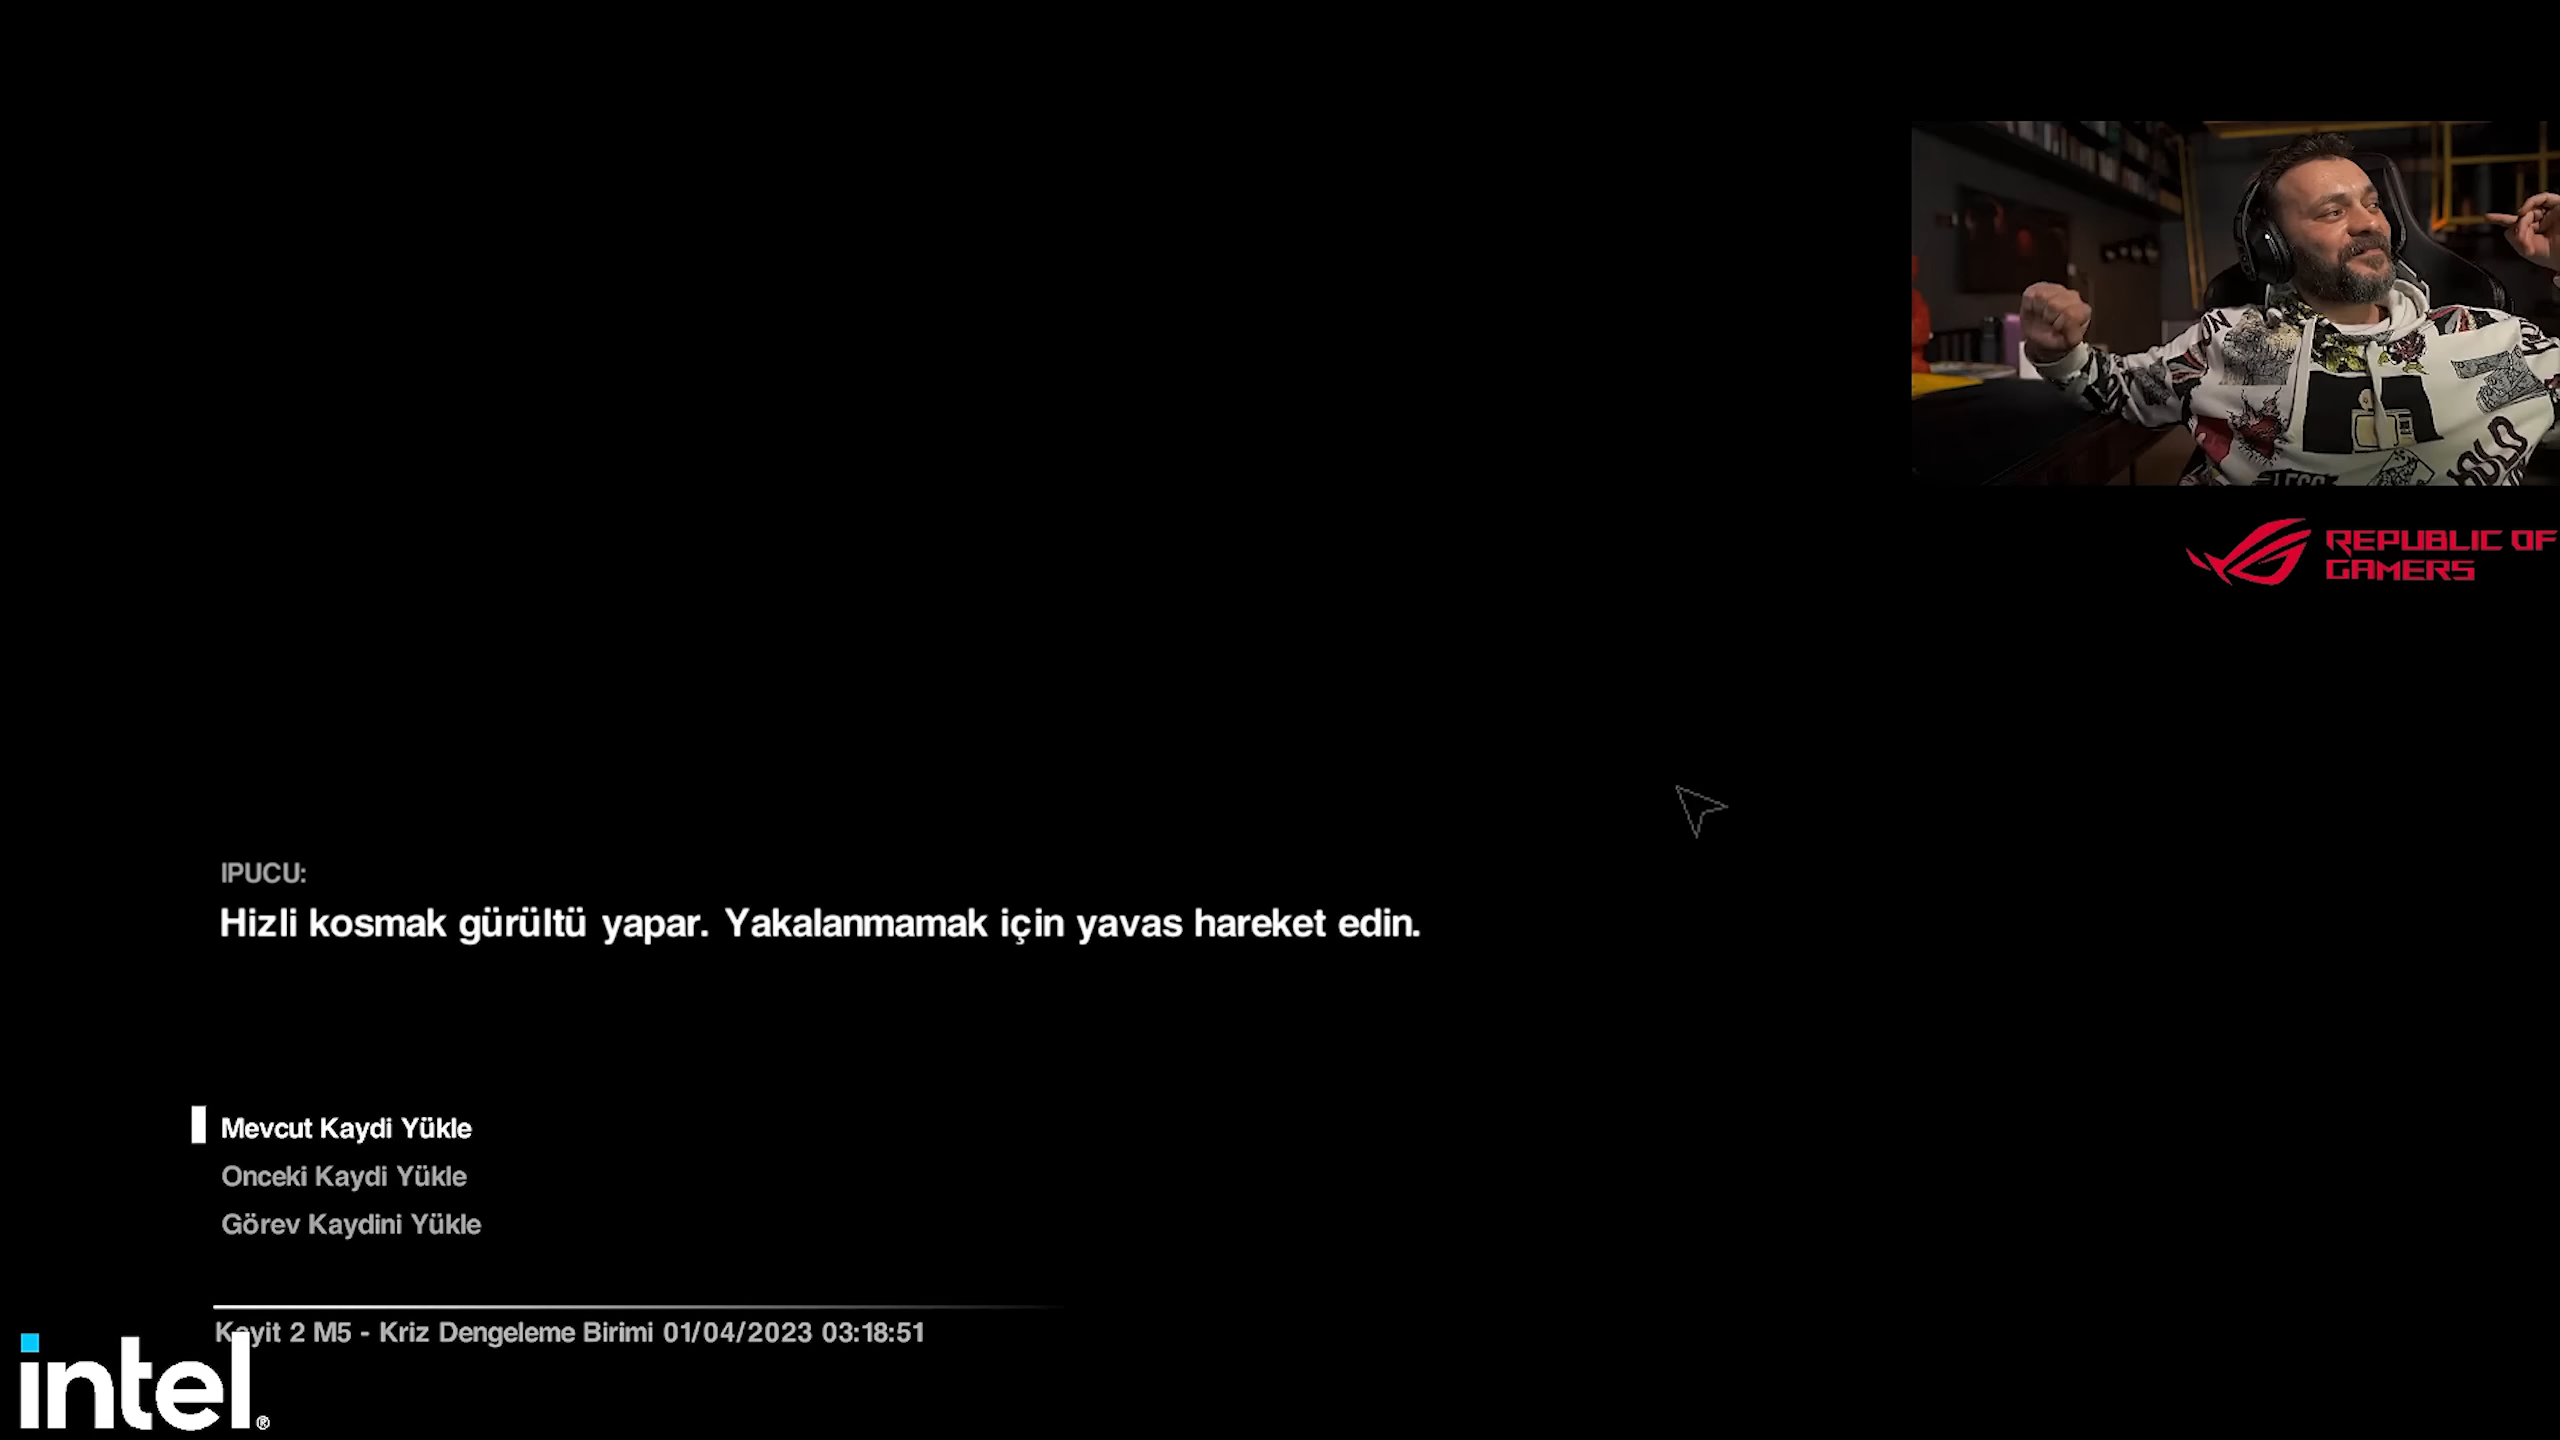 REPUBLIC OF
GAMERS
IPUCU:
Hizli kosmak gürültü yapar. Yakalanmamak için yavas hareket edin.
Mevcut Kaydi Yükle
Onceki Kaydi Yükle
Görev Kaydini Yükle
Kayit 2 M5 - Kriz Dengeleme Birimi 01/04/2023 03:18:51
intel®